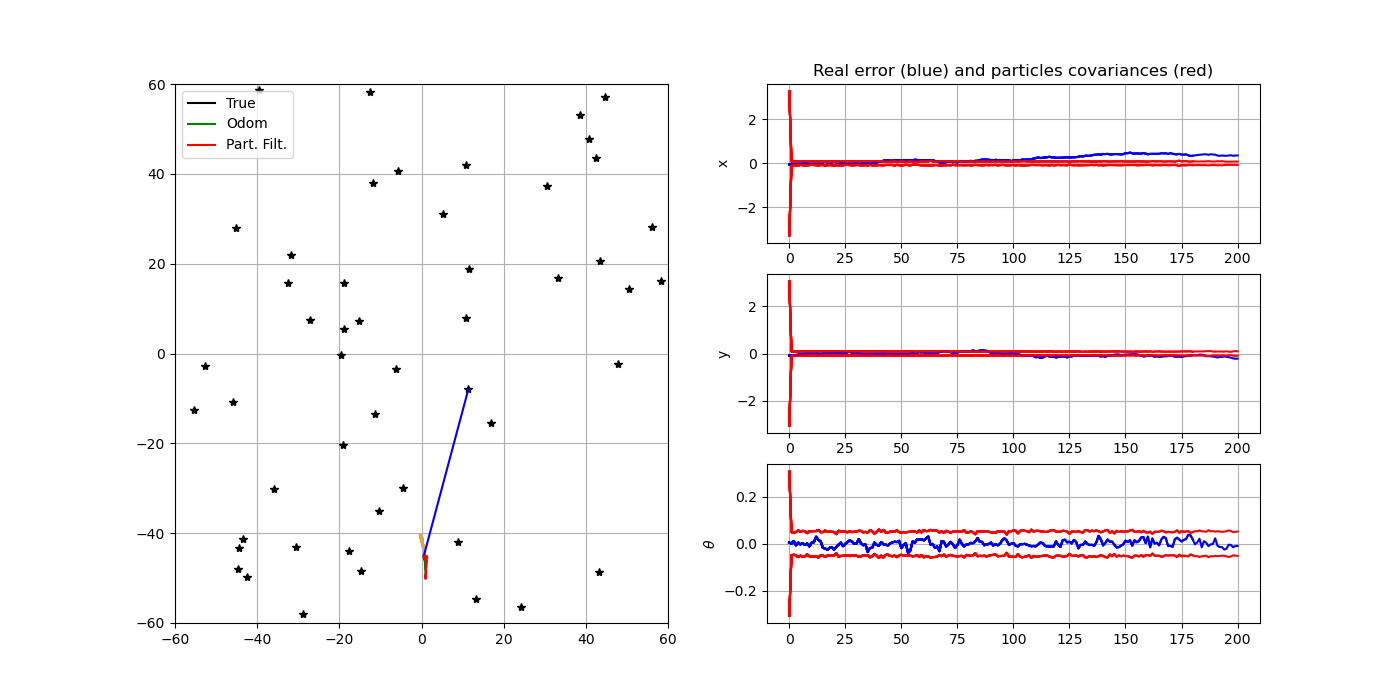 True
Odom
Part. Filt.
60
40
20
0
−20
−40
−60
−60 −40 −20 0 20 40 60
Real error (blue) and particles covariances (red)
x
2
0
−2
0 25 50 75 100 125 150 175 200
y
2
0
−2
0 25 50 75 100 125 150 175 200
θ
0.2
0.0
−0.2
0 25 50 75 100 125 150 175 200